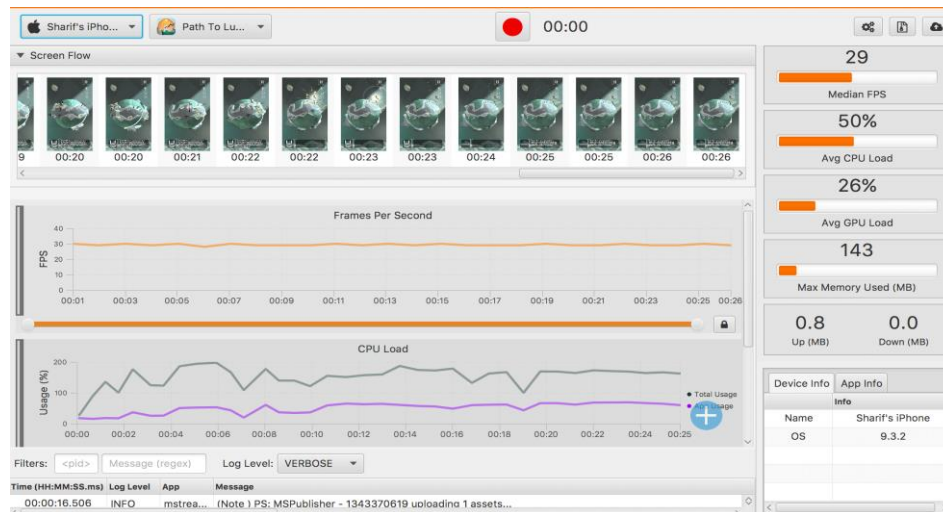 Sharif's iPho... Path To Lu... 00:00
Screen Flow
9 00:20 00:20 00:21 00:22 00:22 00:23 00:23 00:24 00:25 00:25 00:26 00:26
29
Median FPS
50%
Avg CPU Load
26%
Avg GPU Load
143
Max Memory Used (MB)
0.8 0.0
Up (MB) Down (MB)
Frames Per Second
FPS
40
30
20
10
0
00:01 00:03 00:05 00:07 00:09 00:11 00:13 00:15 00:17 00:19 00:21 00:23 00:25 00:26
CPU Load
Usage (%)
200
100
0
Total Usage
Usage
00:00 00:02 00:04 00:06 00:08 00:10 00:12 00:14 00:16 00:18 00:20 00:22 00:24 00:25
Device Info App Info
Info
Name Sharif's iPhone
OS 9.3.2
Filters: <pid> Message (regex) Log Level: VERBOSE
Time (HH:MM:SS.ms) Log Level App Message
00:00:16.506 INFO mstrea... (Note ) PS: MSPublisher - 1343370619 uploading 1 assets...